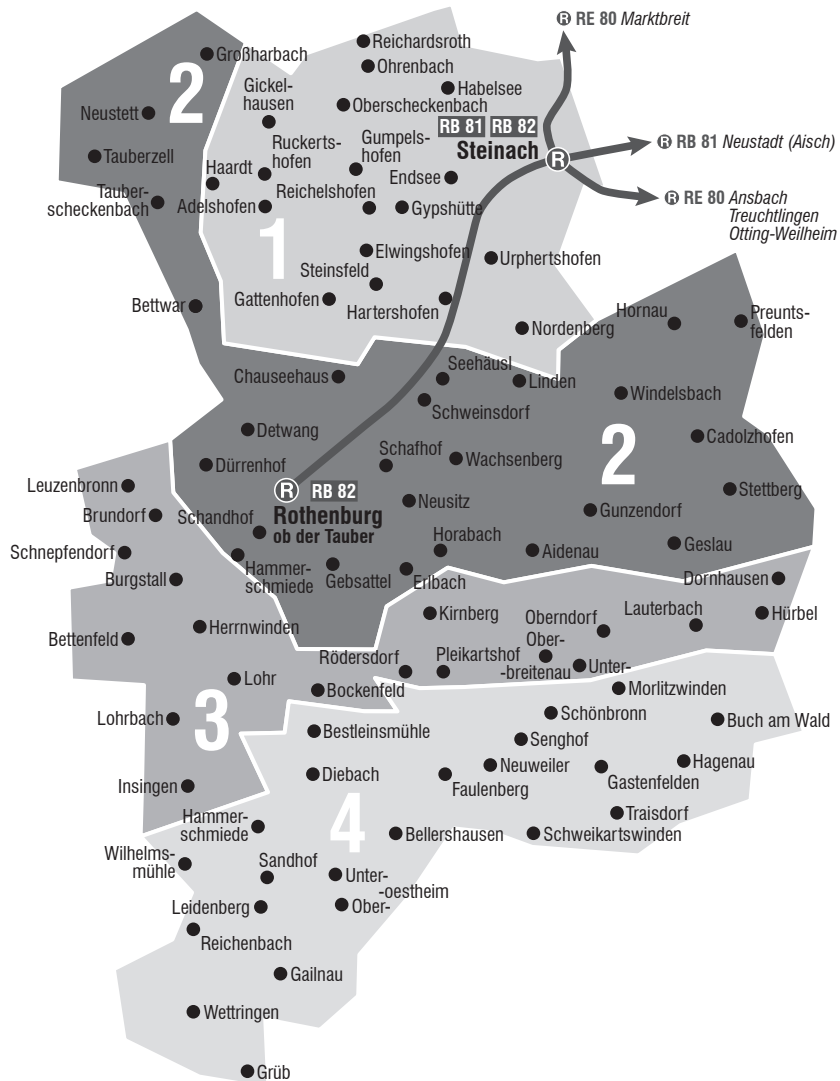 RE 80 Marktbreit
Reichardsroth
Großharbach
Ohrenbach
2
Gickel-
hausen
Habelsee
Oberscheckenbach
Neustett
RB 81 RB 82
Steinach
R
R RB 81 Neustadt (Aisch)
Ruckerts-
hofen
Gumpels-
hofen
Tauberzell
Haardt
Endsee
Tauber-
scheckenbach
Reichelshofen
Adelshofen
Gypshütte
R RE 80 Ansbach
Treuchtlingen
Otting-Weilheim
1
Elwingshofen
Urphertshofen
Steinsfeld
Gattenhofen
Hartershofen
Bettwar
Nordenberg
Hornau
Preunts-
felden
Chauseehaus
Seehäusl
Linden
Windelsbach
Schweinsdorf
Detwang
2
Cadolzhofen
Schafhof
Wachsenberg
Dürrenhof
Leuzenbronn
R RB 82
Rothenburg
ob der Tauber
Stettberg
Neusitz
Gunzendorf
Brundorf
Schandhof
Schnepfendorf
Horabach
Aidenau
Geslau
Hammer-
schmiede
Gebsattel
Erlbach
Burgstall
Dornhausen
Kirnberg
Oberndorf
Lauterbach
Hürbel
Herrnwinden
Bettenfeld
Ober-
-breitenau
Unter-
Rödersdorf
Pleikartshof
Lohr
Bockenfeld
Morlitzwinden
3
Lohrbach
Schönbronn
Buch am Wald
Bestleinsmühle
Senghof
Neuweiler
Hagenau
Diebach
Faulenberg
Gastenfelden
Insingen
4
Traisdorf
Hammer-
schmiede
Bellershausen
Schweikartswinden
Wilhelms-
mühle
Sandhof
Unter-
-oestheim
Ober-
Leidenberg
Reichenbach
Gailnau
Wettringen
Grüb